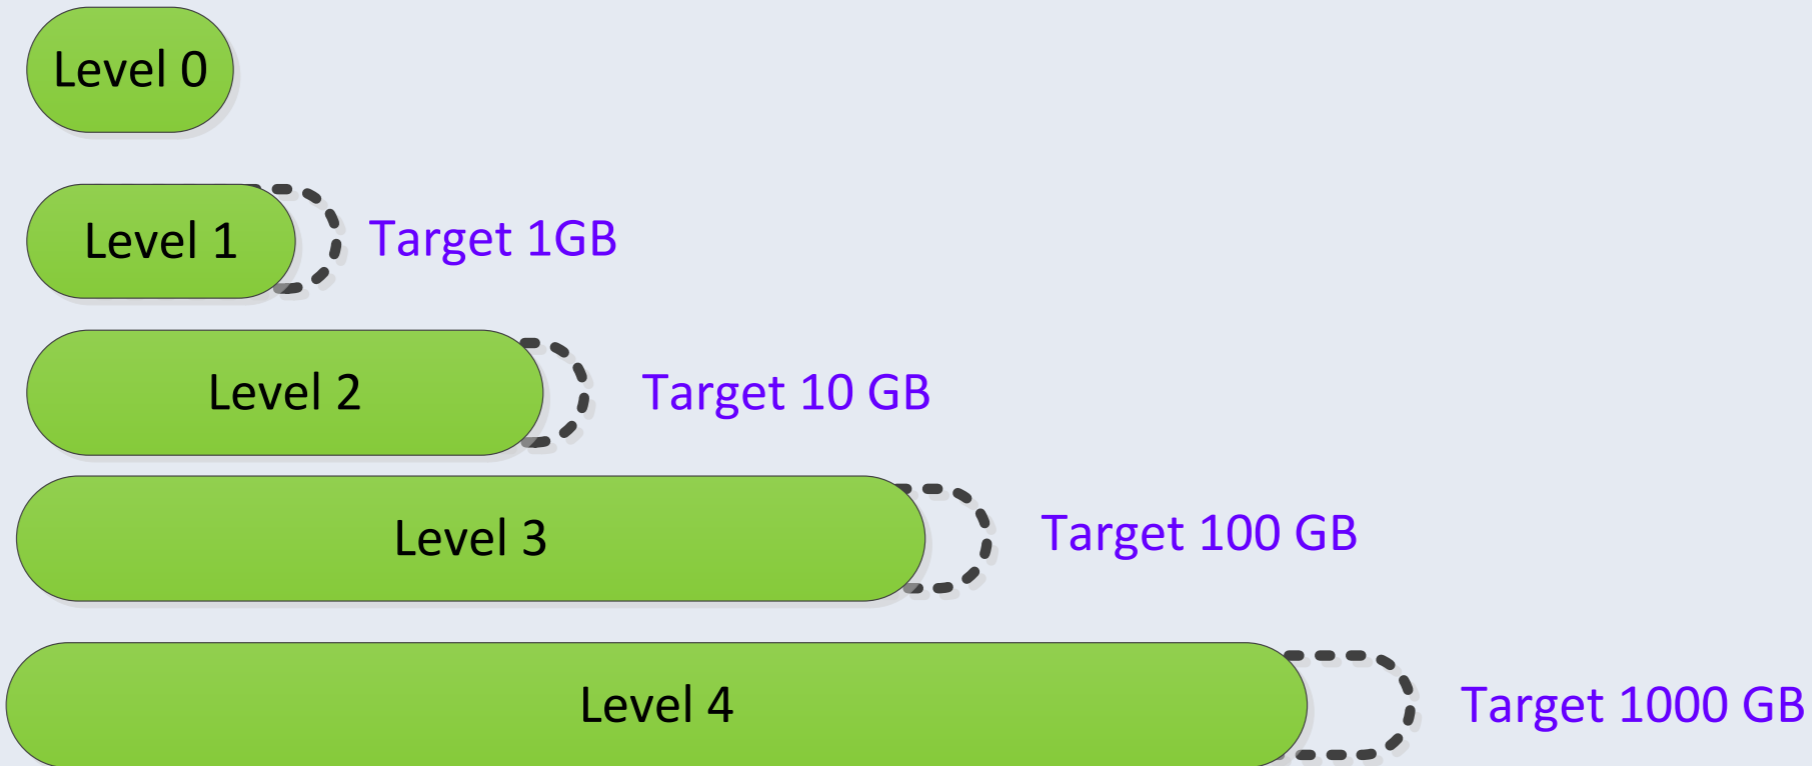 Level 0
Level 1 Target 1GB
Level 2 Target 10 GB
Level 3 Target 100 GB
Level 4 Target 1000 GB